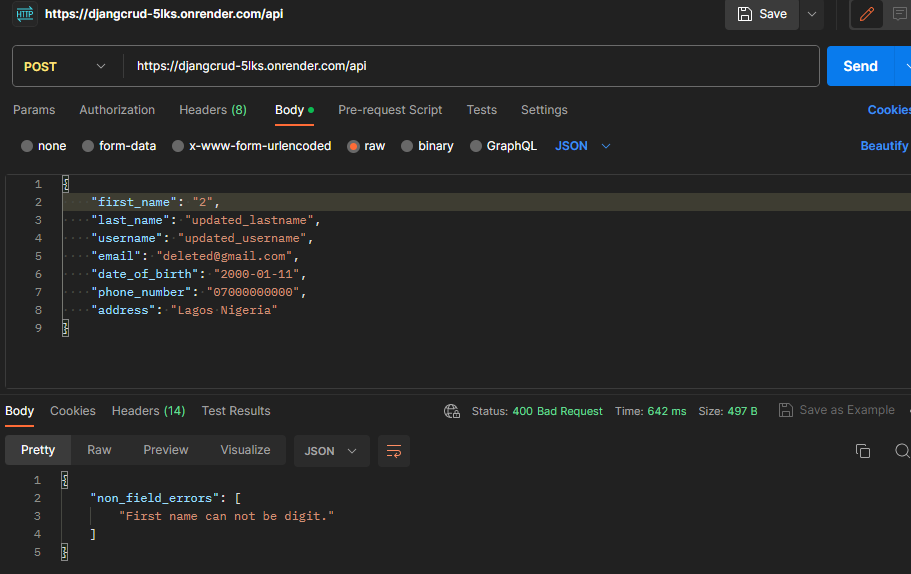 HTTP https://djangcrud-5lks.onrender.com/api Save
POST https://djangcrud-5lks.onrender.com/api Send
Params Authorization Headers (8) Body Pre-request Script Tests Settings Cookies
none form-data x-www-form-urlencoded raw binary GraphQL JSON Beautify
1 {
2 "first_name": "2",
3 "last_name": "updated_lastname",
4 "username": "updated_username",
5 "email": "deleted@gmail.com",
6 "date_of_birth": "2000-01-11",
7 "phone_number": "07000000000",
8 "address": "Lagos Nigeria"
9 }
Body Cookies Headers (14) Test Results Status: 400 Bad Request Time: 642 ms Size: 497 B Save as Example
Pretty Raw Preview Visualize JSON
1 {
2 "non_field_errors": [
3 "First name can not be digit."
4 ]
5 }